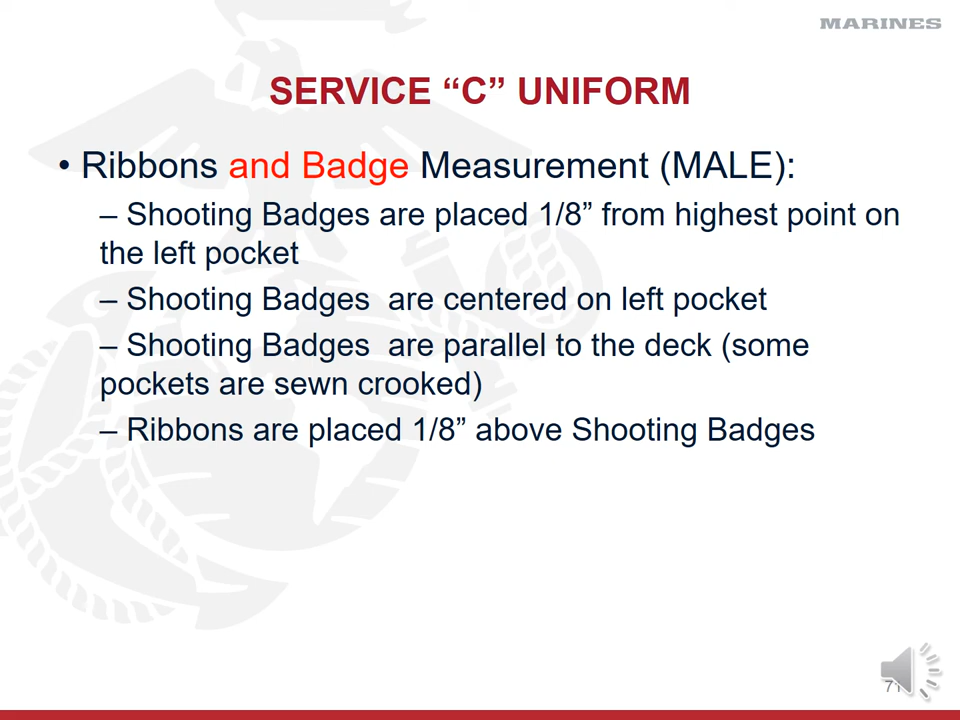 MARINES
SERVICE “C” UNIFORM
• Ribbons and Badge Measurement (MALE):
– Shooting Badges are placed 1/8” from highest point on
the left pocket
– Shooting Badges  are centered on left pocket
– Shooting Badges  are parallel to the deck (some
pockets are sewn crooked)
– Ribbons are placed 1/8” above Shooting Badges